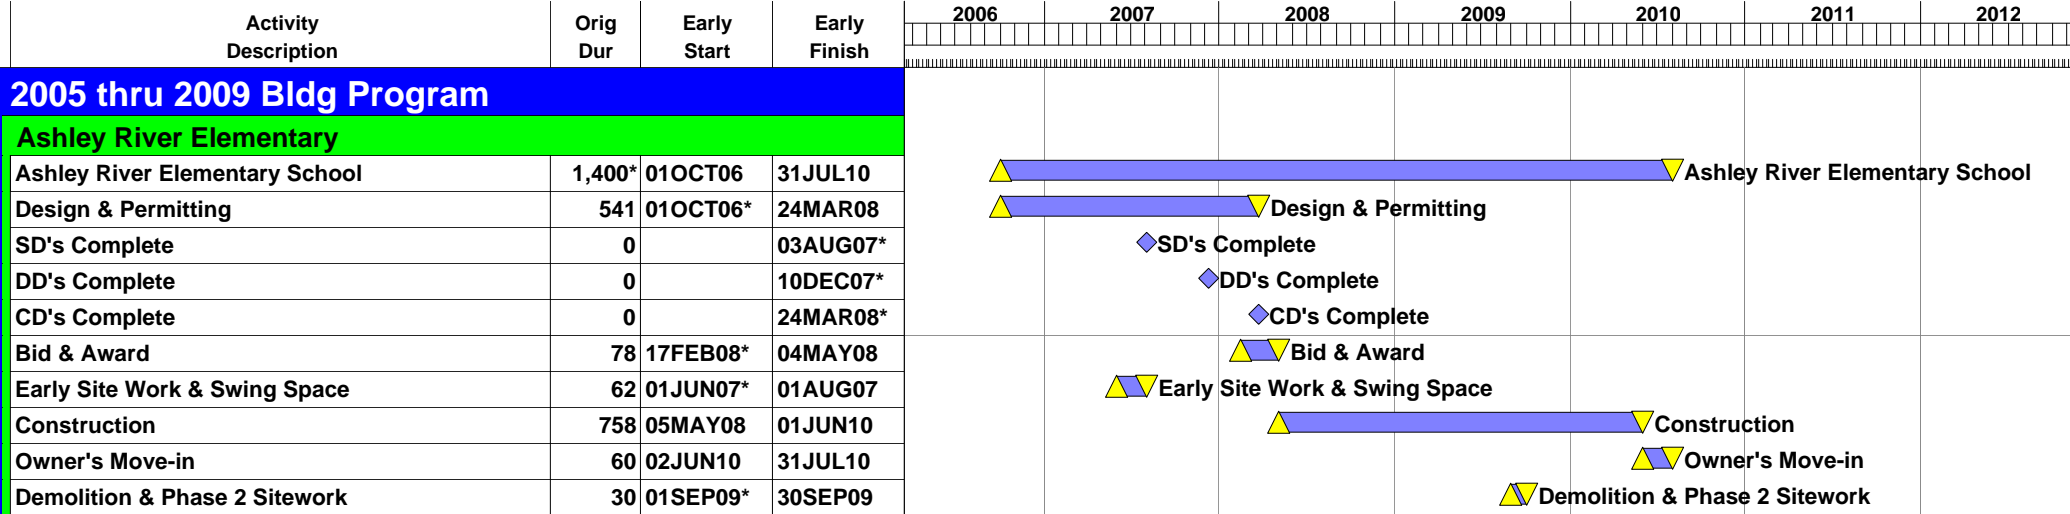 Activity Orig Early Early 2006 2007 2008 2009 2010 2011 2012
Description Dur Start Finish
2005 thru 2009 Bldg Program
Ashley River Elementary
Ashley River Elementary School 1,400* 01OCT06 31JUL10 Ashley River Elementary School
Design & Permitting 541 01OCT06* 24MAR08 Design & Permitting
SD's Complete 0 03AUG07* SD's Complete
DD's Complete 0 10DEC07* DD's Complete
CD's Complete 0 24MAR08* CD's Complete
Bid & Award 78 17FEB08* 04MAY08 Bid & Award
Early Site Work & Swing Space 62 01JUN07* 01AUG07 Early Site Work & Swing Space
Construction 758 05MAY08 01JUN10 Construction
Owner's Move-in 60 02JUN10 31JUL10 Owner's Move-in
Demolition & Phase 2 Sitework 30 01SEP09* 30SEP09 Demolition & Phase 2 Sitework